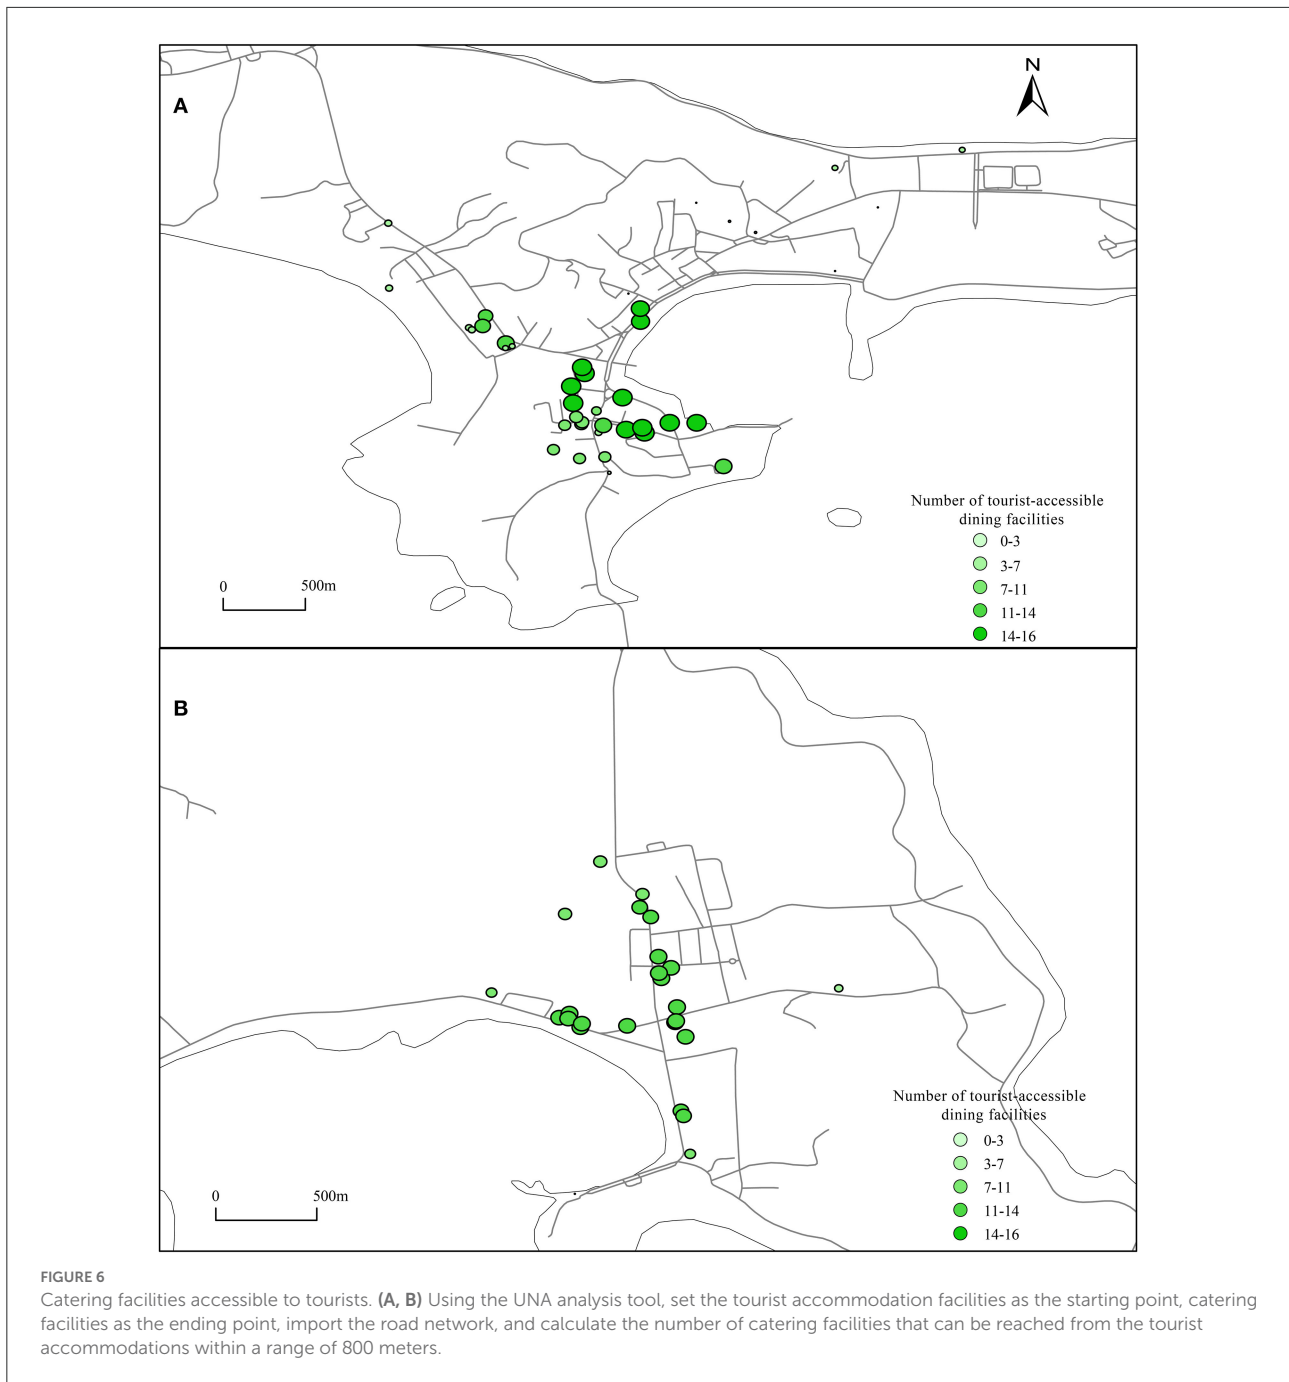 N
A
Number of tourist-accessible
dining facilities
0-3
3-7
7-11
11-14
14-16
0 500m
B
Number of tourist-accessible
dining facilities
0-3
3-7
7-11
11-14
14-16
0 500m
FIGURE 6
Catering facilities accessible to tourists. (A, B) Using the UNA analysis tool, set the tourist accommodation facilities as the starting point, catering
facilities as the ending point, import the road network, and calculate the number of catering facilities that can be reached from the tourist
accommodations within a range of 800 meters.